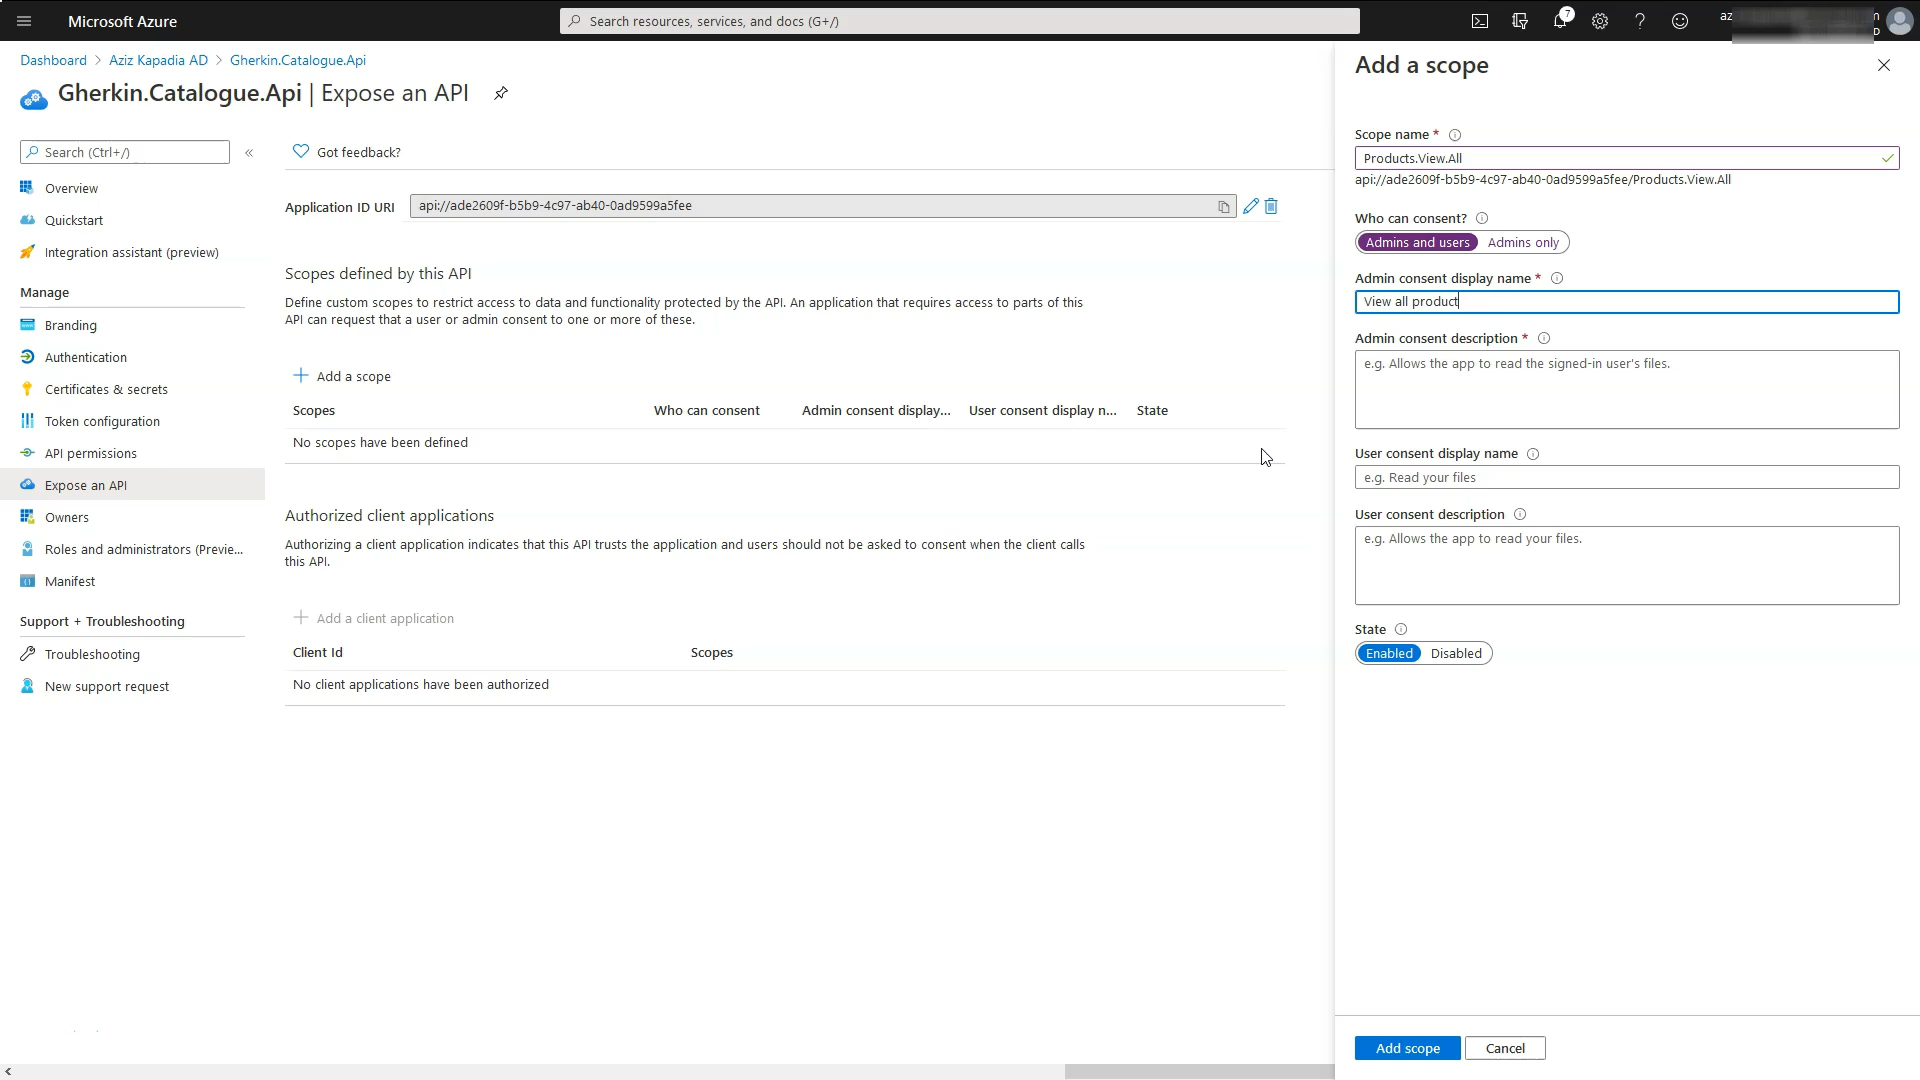 Microsoft Azure
Search resources, services, and docs (G+/)
7
az
Dashboard > Aziz Kapadia AD > Gherkin.Catalogue.Api
Gherkin.Catalogue.Api | Expose an API
Search (Ctrl+/)
«
Overview
Quickstart
Integration assistant (preview)
Manage
Branding
Authentication
Certificates & secrets
Token configuration
API permissions
Expose an API
Owners
Roles and administrators (Previe...
Manifest
Support + Troubleshooting
Troubleshooting
New support request
Got feedback?
Application ID URI
api://ade2609f-b5b9-4c97-ab40-0ad9599a5fee
Scopes defined by this API
Define custom scopes to restrict access to data and functionality protected by the API. An application that requires access to parts of this
API can request that a user or admin consent to one or more of these.
Add a scope
Scopes Who can consent Admin consent display... User consent display n... State
No scopes have been defined
Authorized client applications
Authorizing a client application indicates that this API trusts the application and users should not be asked to consent when the client calls
this API.
Add a client application
Client Id Scopes
No client applications have been authorized
Add a scope
Scope name *
Products.View.All
api://ade2609f-b5b9-4c97-ab40-0ad9599a5fee/Products.View.All
Who can consent?
Admins and users Admins only
Admin consent display name *
View all product
Admin consent description *
e.g. Allows the app to read the signed-in user's files.
User consent display name
e.g. Read your files
User consent description
e.g. Allows the app to read your files.
State
Enabled Disabled
Add scope Cancel